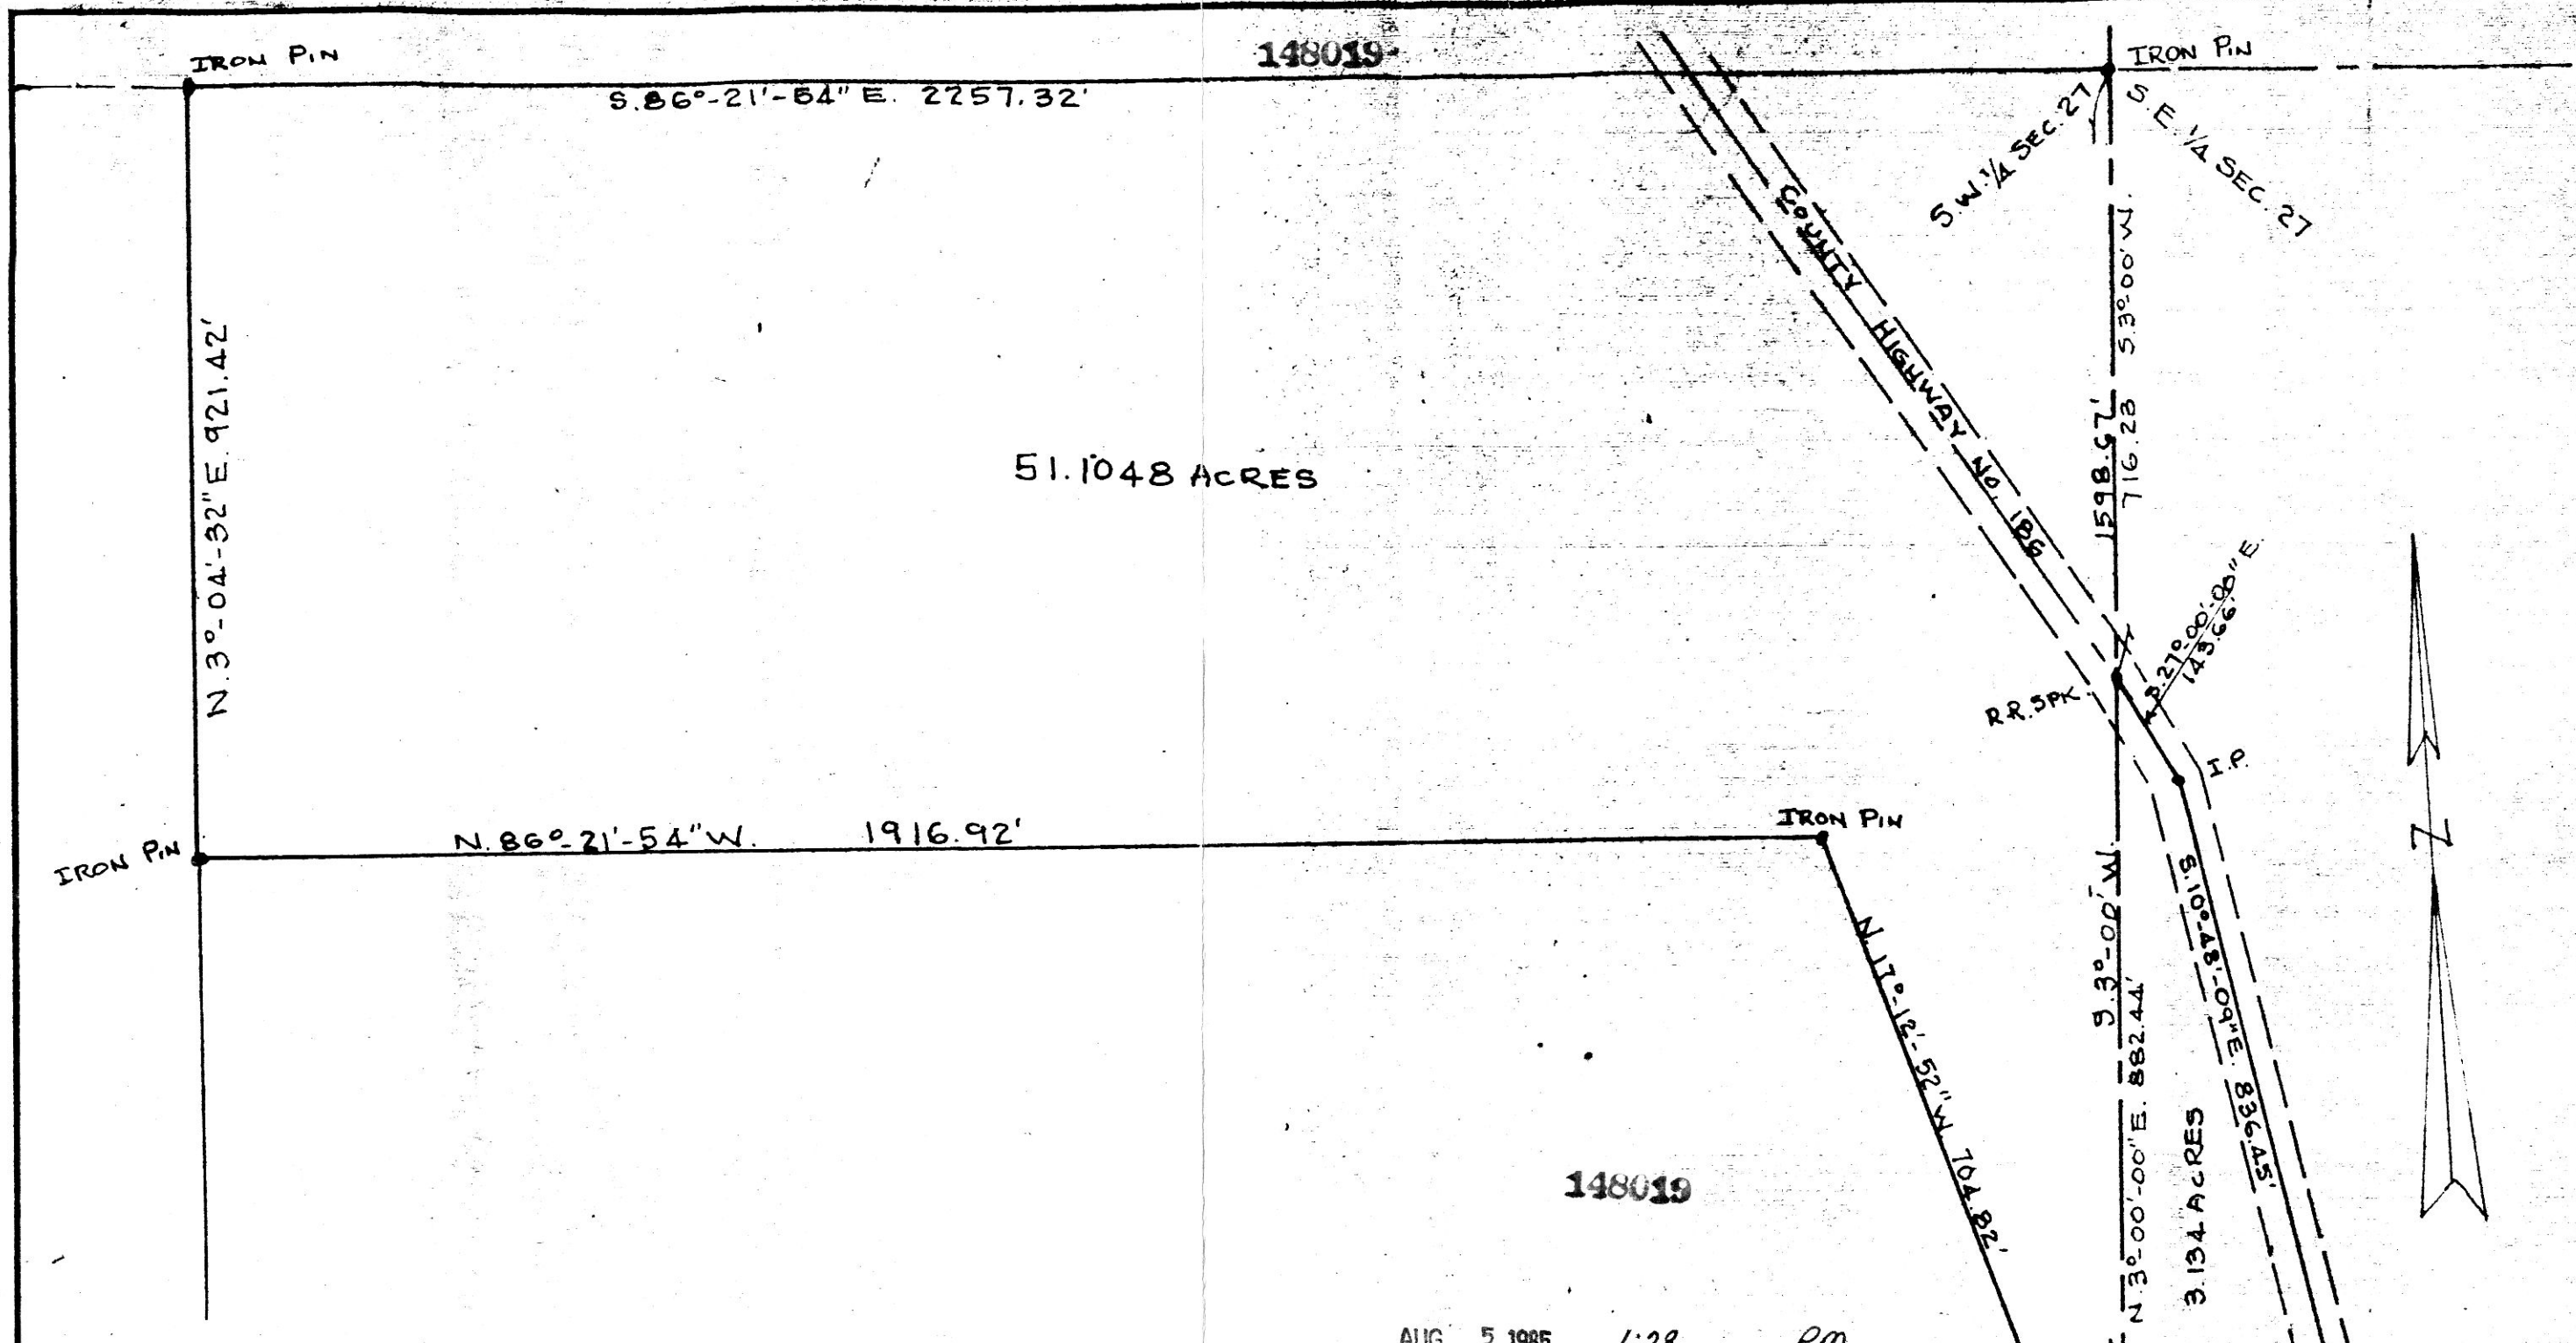 IRON PIN
148019
IRON PIN
S.86°-21'-54" E. 2257.32'
S.W. 1/4 SEC. 27
S.E. 1/4 SEC. 27
COUNTY HIGHWAY NO. 186
N.3°-04'-32"E. 921.42'
1598.67'
716.23 S.3°00'W.
51.1048 ACRES
S.27°00'-00"E.
143.66'
R.R. SPK.
I.P.
IRON PIN
N.86°-21'-54"W. 1916.92'
IRON PIN
N
S.3°-00'W.
S.10°-48'-09"E. 836.45'
N.17°-12'-52"W. 704.82'
N.3°-00'-00"E. 882.44'
3.134 ACRES
148019
AUG 5 1985 1:28 PM